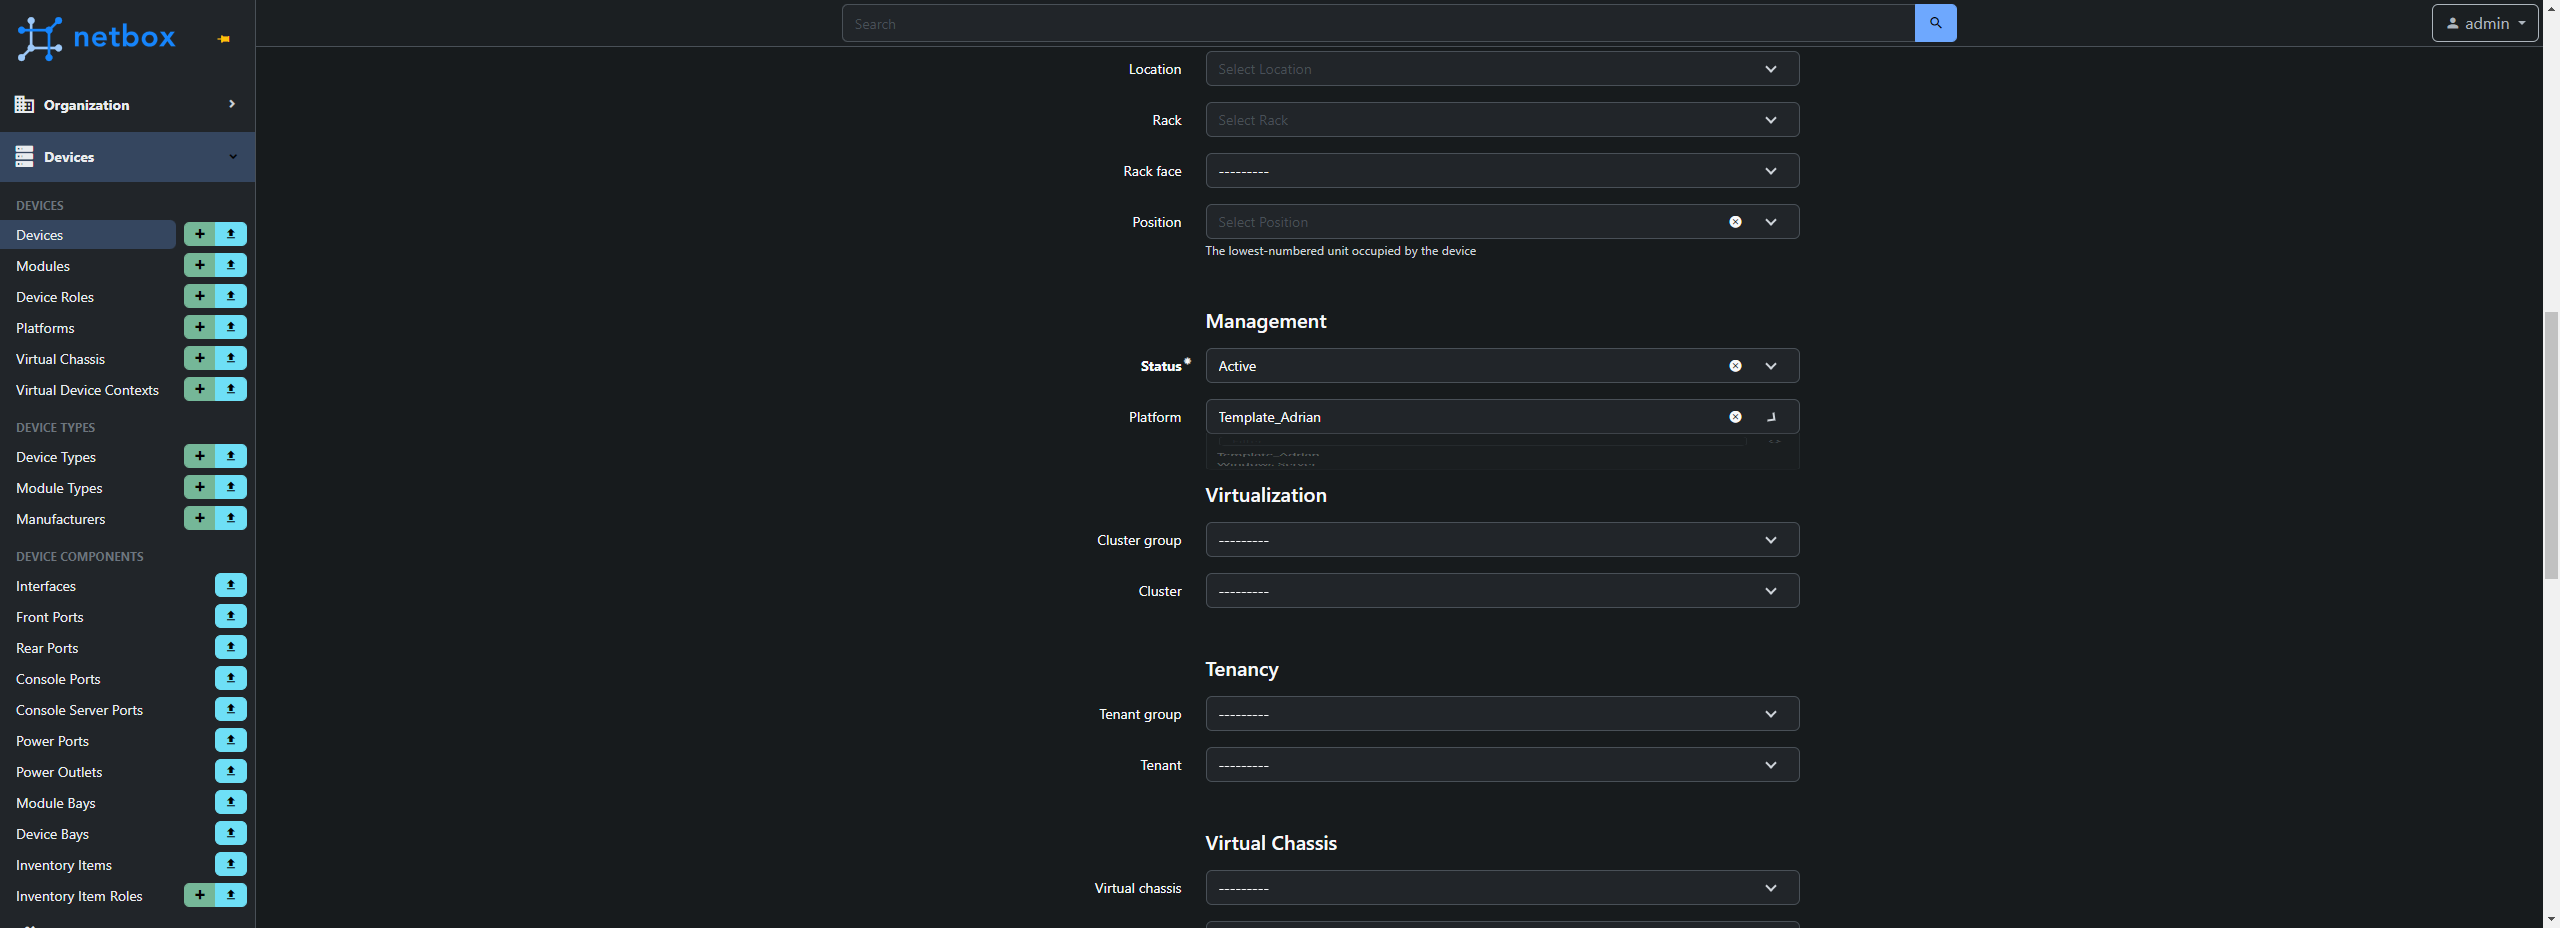 netbox
Search
admin
Organization
Devices
DEVICES
Devices
Modules
Device Roles
Platforms
Virtual Chassis
Virtual Device Contexts
DEVICE TYPES
Device Types
Module Types
Manufacturers
DEVICE COMPONENTS
Interfaces
Front Ports
Rear Ports
Console Ports
Console Server Ports
Power Ports
Power Outlets
Module Bays
Device Bays
Inventory Items
Inventory Item Roles
Location
Select Location
Rack
Select Rack
Rack face
---------
Position
Select Position
The lowest-numbered unit occupied by the device
Management
Status*
Active
Platform
Template_Adrian
Template_Adrian
Windows Server
Virtualization
Cluster group
---------
Cluster
---------
Tenancy
Tenant group
---------
Tenant
---------
Virtual Chassis
Virtual chassis
---------